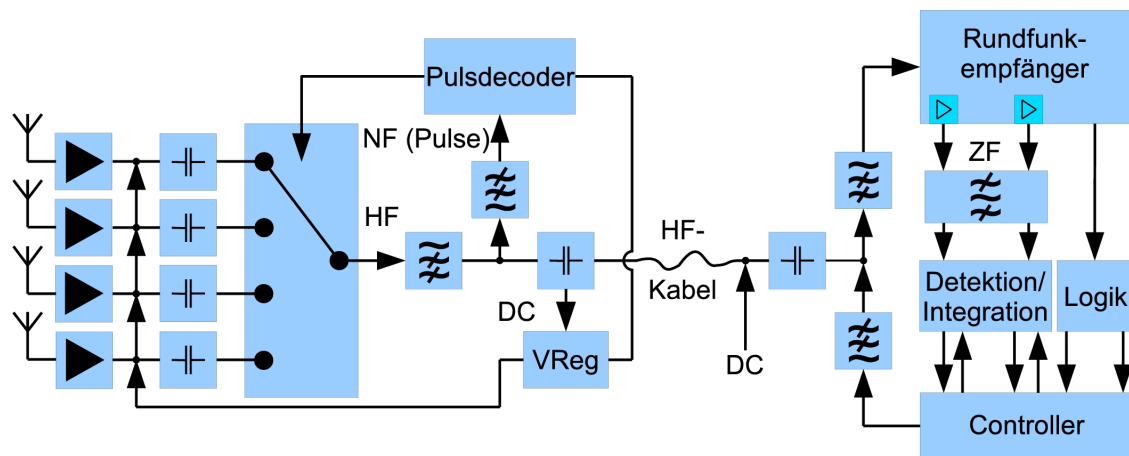 Rundfunk-
empfänger
Pulsdecoder
NF (Pulse)
ZF
HF
HF-
Kabel
DC
VReg
DC
Detektion/
Integration
Logik
Controller